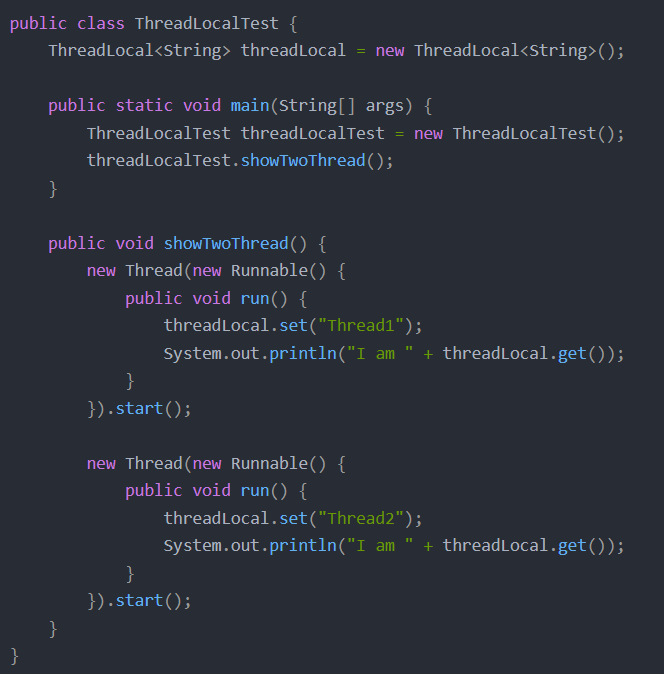 public class ThreadLocalTest {
    ThreadLocal<String> threadLocal = new ThreadLocal<String>();

    public static void main(String[] args) {
        ThreadLocalTest threadLocalTest = new ThreadLocalTest();
        threadLocalTest.showTwoThread();
    }

    public void showTwoThread() {
        new Thread(new Runnable() {
            public void run() {
                threadLocal.set("Thread1");
                System.out.println("I am " + threadLocal.get());
            }
        }).start();

        new Thread(new Runnable() {
            public void run() {
                threadLocal.set("Thread2");
                System.out.println("I am " + threadLocal.get());
            }
        }).start();
    }
}